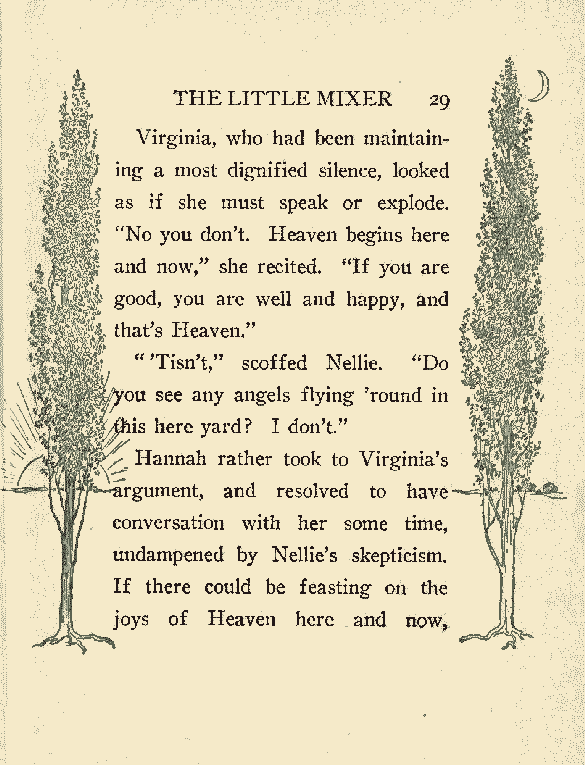 THE LITTLE MIXER 29
Virginia, who had been maintain-
ing a most dignified silence, looked
as if she must speak or explode.
"No you don't. Heaven begins here
and now," she recited. "If you are
good, you are well and happy, and
that's Heaven."
"'Tisn't," scoffed Nellie. "Do
you see any angels flying 'round in
this here yard? I don't."
Hannah rather took to Virginia's
argument, and resolved to have
conversation with her some time,
undampened by Nellie's skepticism.
If there could be feasting on the
joys of Heaven here and now,